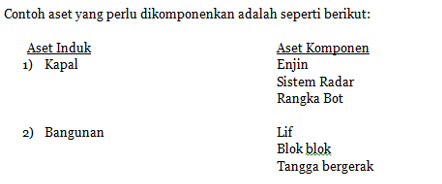 Contoh aset yang perlu dikomponenkan adalah seperti berikut:
Aset Induk Aset Komponen
1) Kapal Enjin
Sistem Radar
Rangka Bot
2) Bangunan Lif
Blok blok
Tangga bergerak